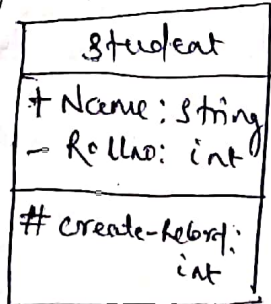 Student
+ Name: string
- Rollno: int
# create-Record:
int